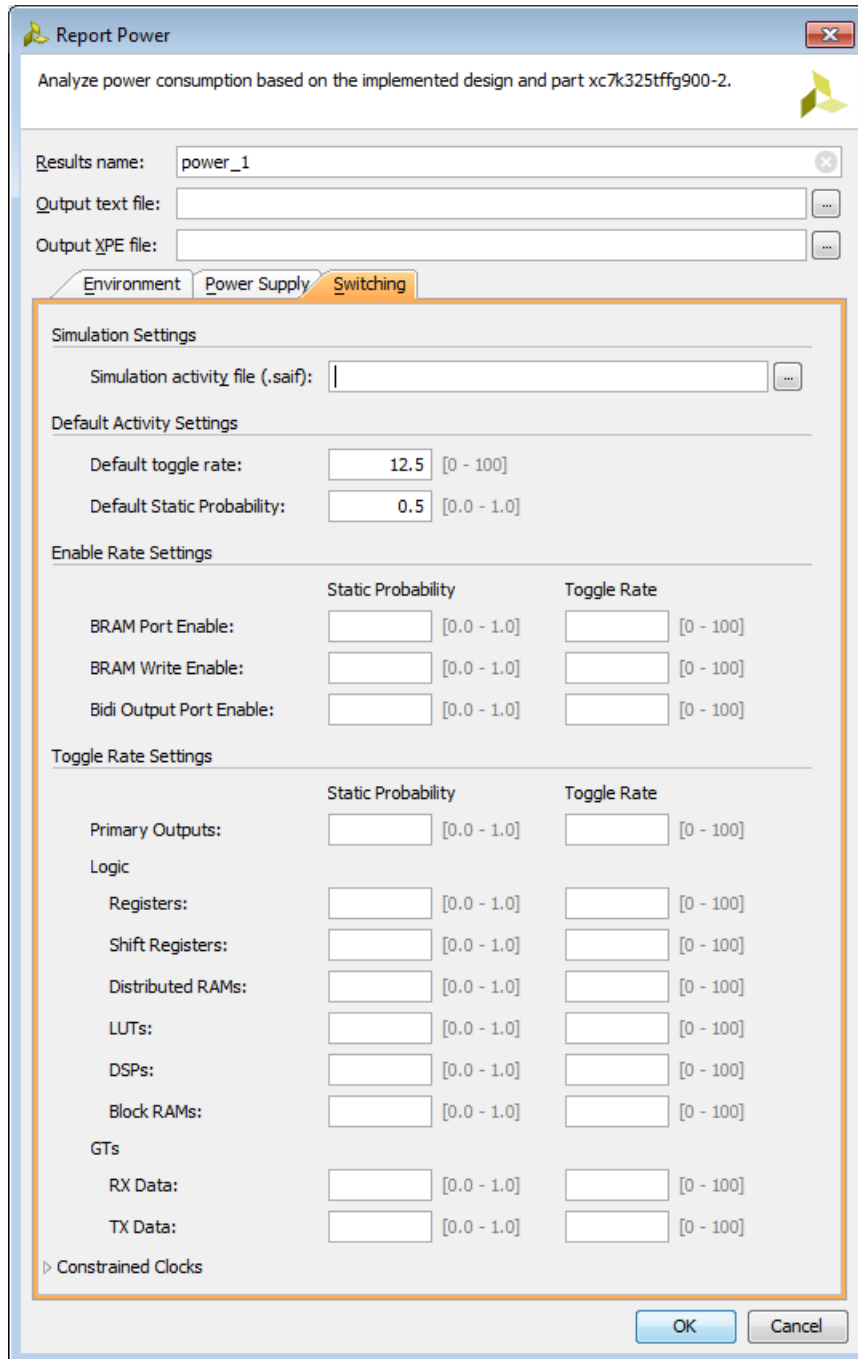 Report Power
Analyze power consumption based on the implemented design and part xc7k325tffg900-2.
Results name: power_1
Output text file: ...
Output XPE file: ...
Environment Power Supply Switching
Simulation Settings
Simulation activity file (.saif): ...
Default Activity Settings
Default toggle rate: 12.5 [0 - 100]
Default Static Probability: 0.5 [0.0 - 1.0]
Enable Rate Settings
Static Probability Toggle Rate
BRAM Port Enable: [0.0 - 1.0] [0 - 100]
BRAM Write Enable: [0.0 - 1.0] [0 - 100]
Bidi Output Port Enable: [0.0 - 1.0] [0 - 100]
Toggle Rate Settings
Static Probability Toggle Rate
Primary Outputs: [0.0 - 1.0] [0 - 100]
Logic
Registers: [0.0 - 1.0] [0 - 100]
Shift Registers: [0.0 - 1.0] [0 - 100]
Distributed RAMs: [0.0 - 1.0] [0 - 100]
LUTs: [0.0 - 1.0] [0 - 100]
DSPs: [0.0 - 1.0] [0 - 100]
Block RAMs: [0.0 - 1.0] [0 - 100]
GTs
RX Data: [0.0 - 1.0] [0 - 100]
TX Data: [0.0 - 1.0] [0 - 100]
Constrained Clocks
OK Cancel